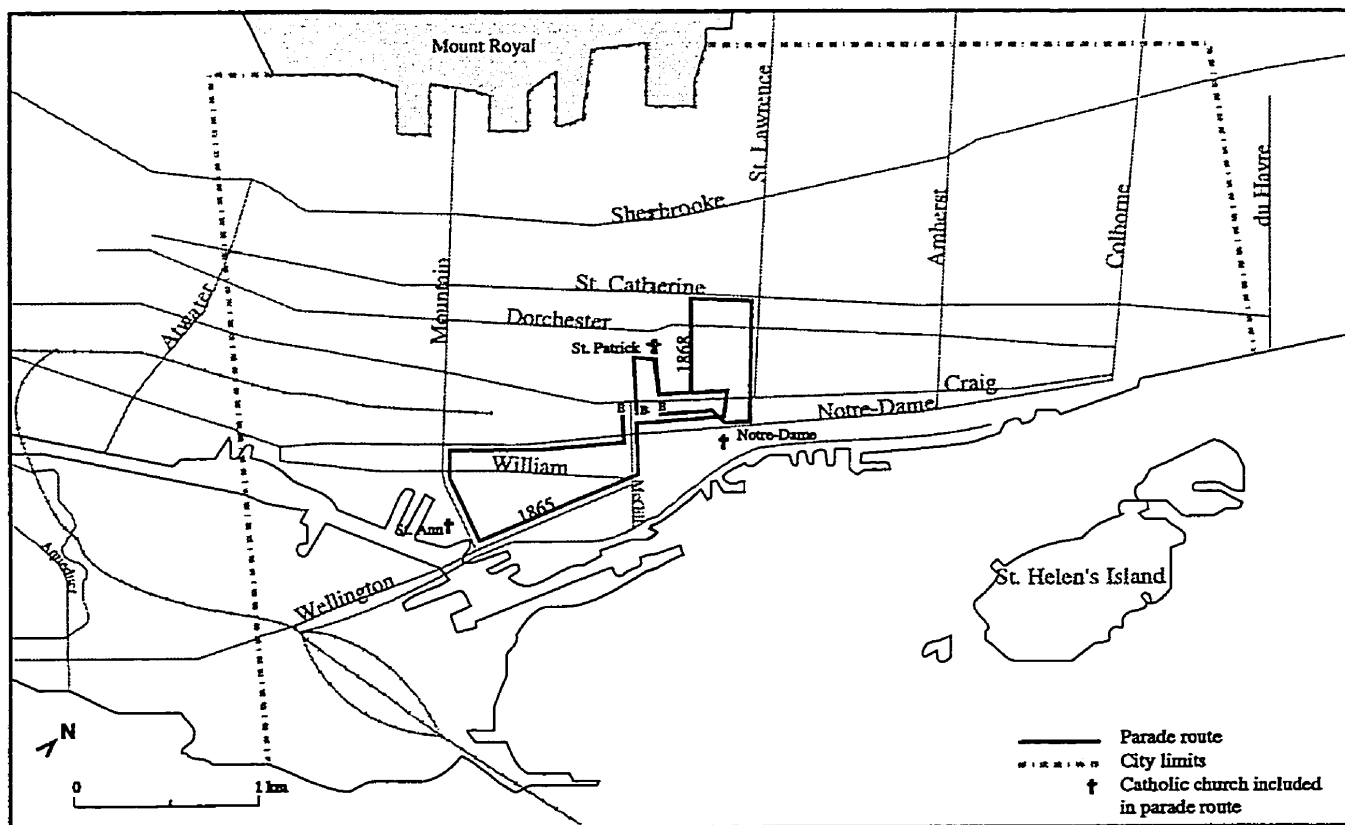 Mount Royal
St. Lawrence
Sherbrooke
Amherst
Colborne
du Havre
Mountain
Atwater
St. Catherine
Dorchester
St. Patrick
1868
Craig
Notre-Dame
B
B
B
Notre-Dame
William
1865
St. Ann
McGill
Aqueduct
Wellington
St. Helen's Island
N
0
1 km
Parade route
City limits
Catholic church included
in parade route